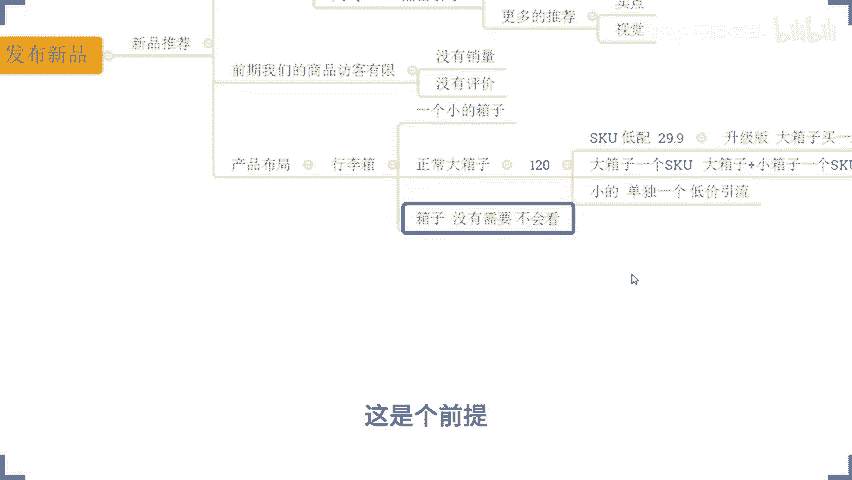 卖点
更多的推荐
视觉
bilibili
发布新品
新品推荐
没有销量
前期我们的商品访客有限
没有评价
一个小的箱子
SKU 低配 29.9
升级版 大箱子买一
产品布局
行李箱
正常大箱子
120
大箱子一个SKU 大箱子+小箱子一个SKU
小的 单独一个 低价引流
箱子 没有需要 不会看
这是个前提